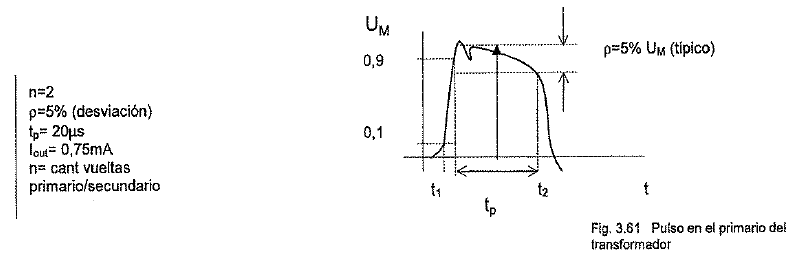 n=2
ρ=5% (desviación)
tp= 20µs
Iout= 0,75mA
n= cant vueltas
primario/secundario
UM
0,9
0,1
ρ=5% UM (típico)
t1
tp
t2
t
Fig. 3.61 Pulso en el primario del
transformador